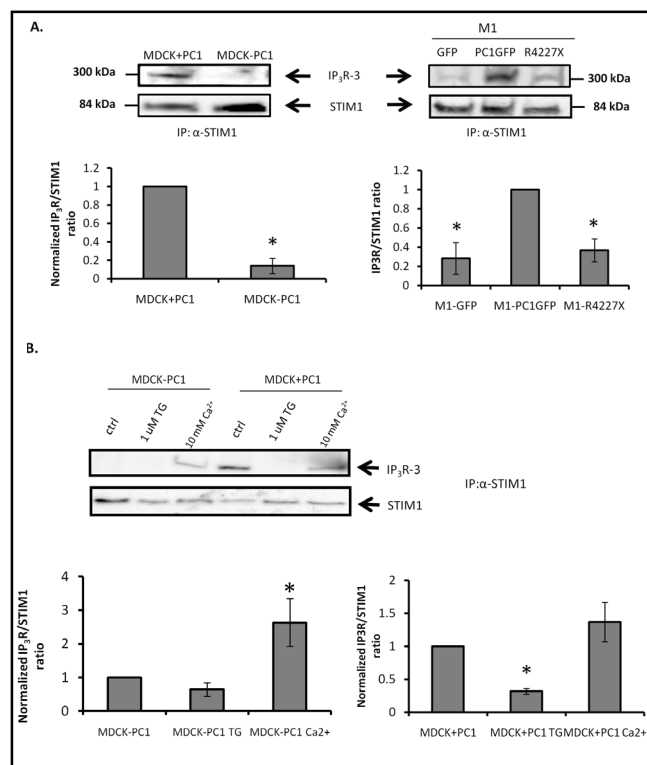 A.
MDCK+PC1 MDCK-PC1
300 kDa
IP3R-3
84 kDa
STIM1
IP: α-STIM1
M1
GFP PC1GFP R4227X
300 kDa
84 kDa
IP: α-STIM1
Normalized IP3R/STIM1
ratio
1.2
1
0.8
0.6
0.4
0.2
0
*
MDCK+PC1 MDCK-PC1
IP3R/STIM1 ratio
1.2
1
0.8
0.6
0.4
0.2
0
* *
M1-GFP M1-PC1GFP M1-R4227X
B.
MDCK-PC1 MDCK+PC1
ctrl 1 uM TG 10 mM Ca2+ ctrl 1 uM TG 10 mM Ca2+
IP3R-3
STIM1
IP:α-STIM1
Normalized IP3R/STIM1
ratio
4
3
2
1
0
*
MDCK-PC1 MDCK-PC1 TG MDCK-PC1 Ca2+
Normalized IP3R/STIM1
ratio
2
1.5
1
0.5
0
*
MDCK+PC1 MDCK+PC1 TG MDCK+PC1 Ca2+